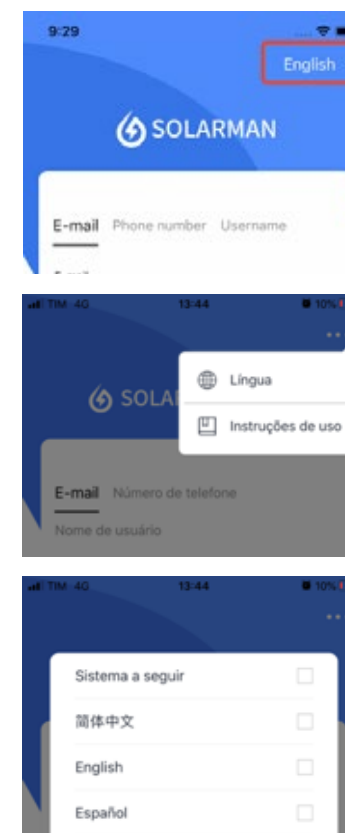 9:29
English
SOLARMAN
E-mail Phone number Username
TIM 4G 13:44 10%
Língua
SOLA
Instruções de uso
E-mail Número de telefone
Nome de usuário
TIM 4G 13:44 10%
Sistema a seguir
简体中文
English
Español